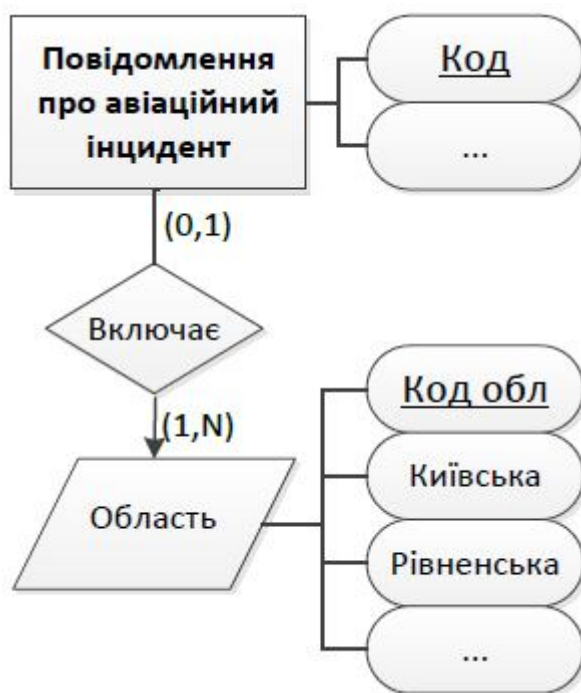 Повідомлення
про авіаційний
інцидент
Код
...
(0,1)
Включає
(1,N)
Область
Код обл
Київська
Рівненська
...